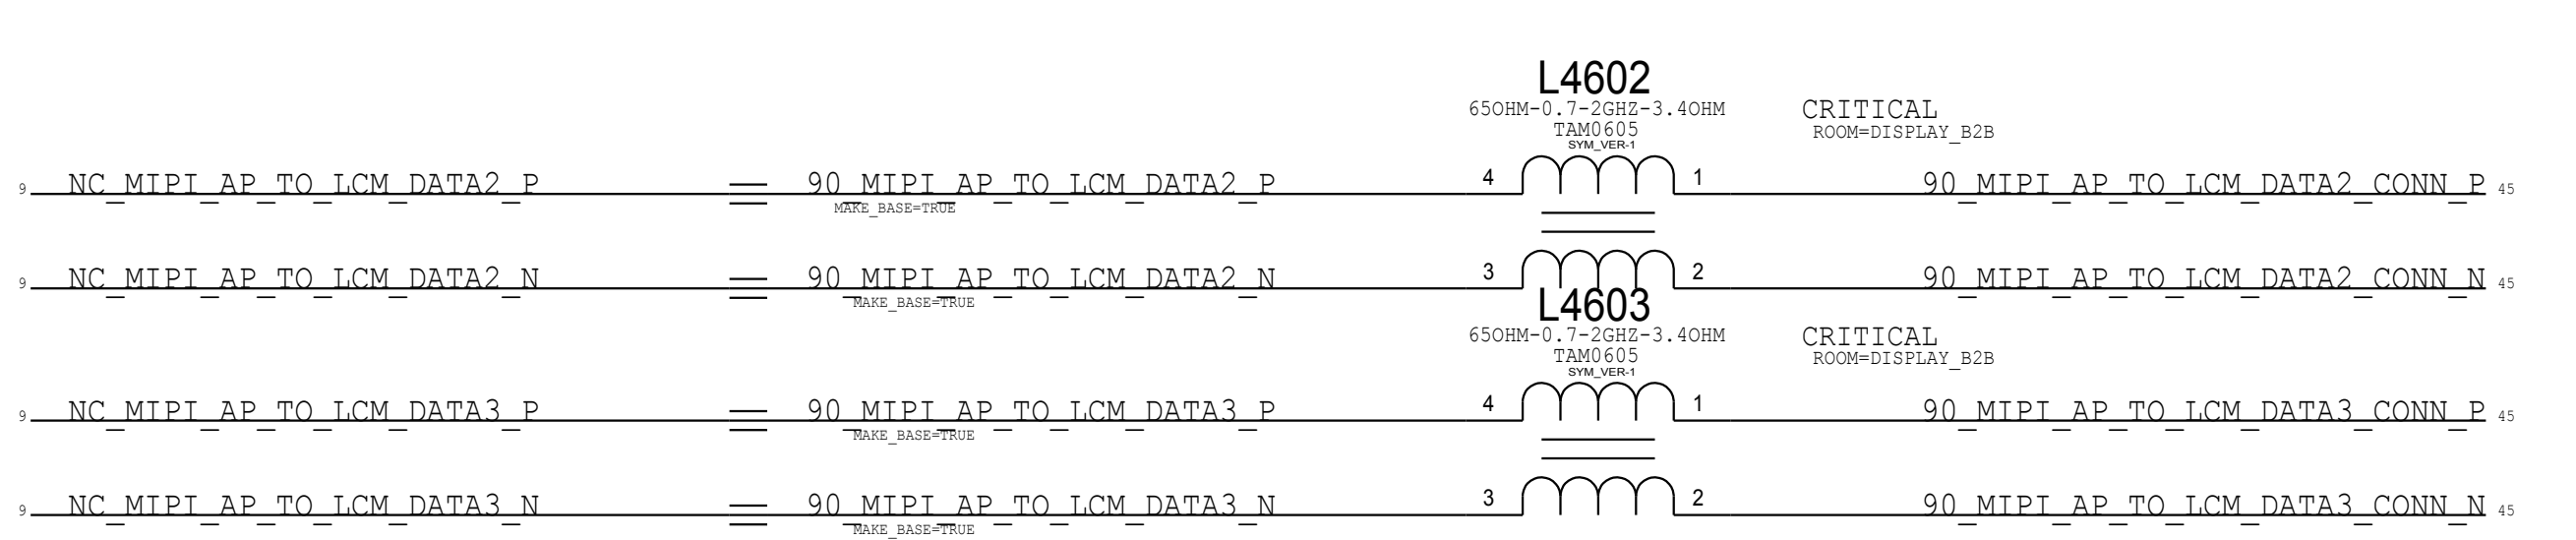 L4602
65OHM-0.7-2GHZ-3.4OHM CRITICAL
TAM0605 ROOM=DISPLAY_B2B
SYM_VER-1
9 NC_MIPI_AP_TO_LCM_DATA2_P 90_MIPI_AP_TO_LCM_DATA2_P 4 1 90_MIPI_AP_TO_LCM_DATA2_CONN_P 45
MAKE_BASE=TRUE
9 NC_MIPI_AP_TO_LCM_DATA2_N 90_MIPI_AP_TO_LCM_DATA2_N 3 2 90_MIPI_AP_TO_LCM_DATA2_CONN_N 45
MAKE_BASE=TRUE
L4603
65OHM-0.7-2GHZ-3.4OHM CRITICAL
TAM0605 ROOM=DISPLAY_B2B
SYM_VER-1
9 NC_MIPI_AP_TO_LCM_DATA3_P 90_MIPI_AP_TO_LCM_DATA3_P 4 1 90_MIPI_AP_TO_LCM_DATA3_CONN_P 45
MAKE_BASE=TRUE
9 NC_MIPI_AP_TO_LCM_DATA3_N 90_MIPI_AP_TO_LCM_DATA3_N 3 2 90_MIPI_AP_TO_LCM_DATA3_CONN_N 45
MAKE_BASE=TRUE